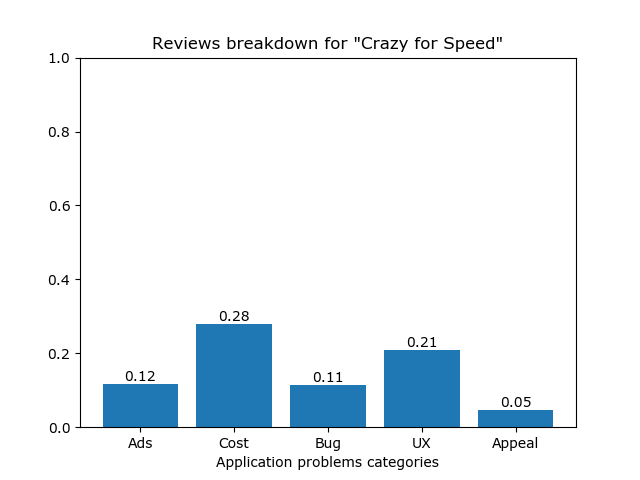 Reviews breakdown for "Crazy for Speed"
1.0
0.8
0.6
0.4
0.2
0.0
0.12
0.28
0.11
0.21
0.05
Ads
Cost
Bug
UX
Appeal
Application problems categories